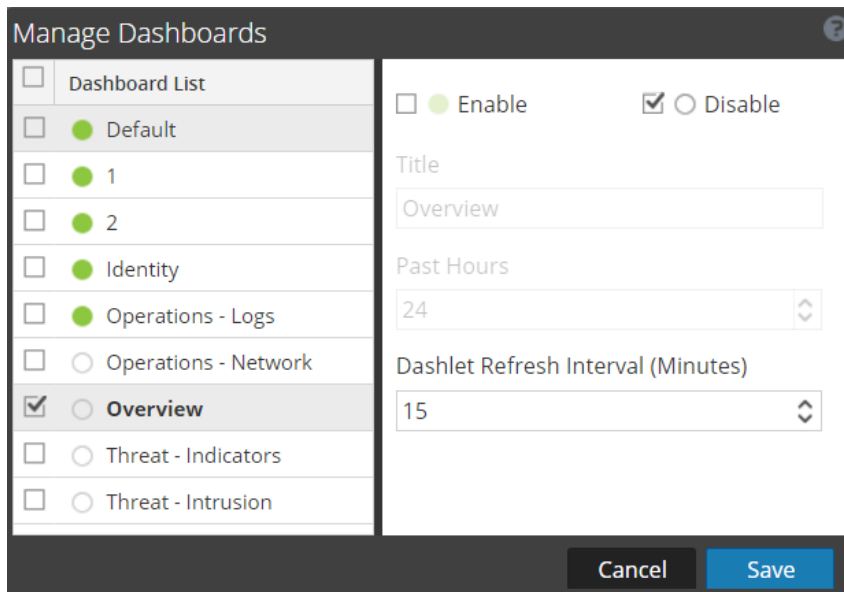 Manage Dashboards
?
Dashboard List
Default
1
2
Identity
Operations - Logs
Operations - Network
Overview
Threat - Indicators
Threat - Intrusion
Enable
Disable
Title
Overview
Past Hours
24
Dashlet Refresh Interval (Minutes)
15
Cancel
Save